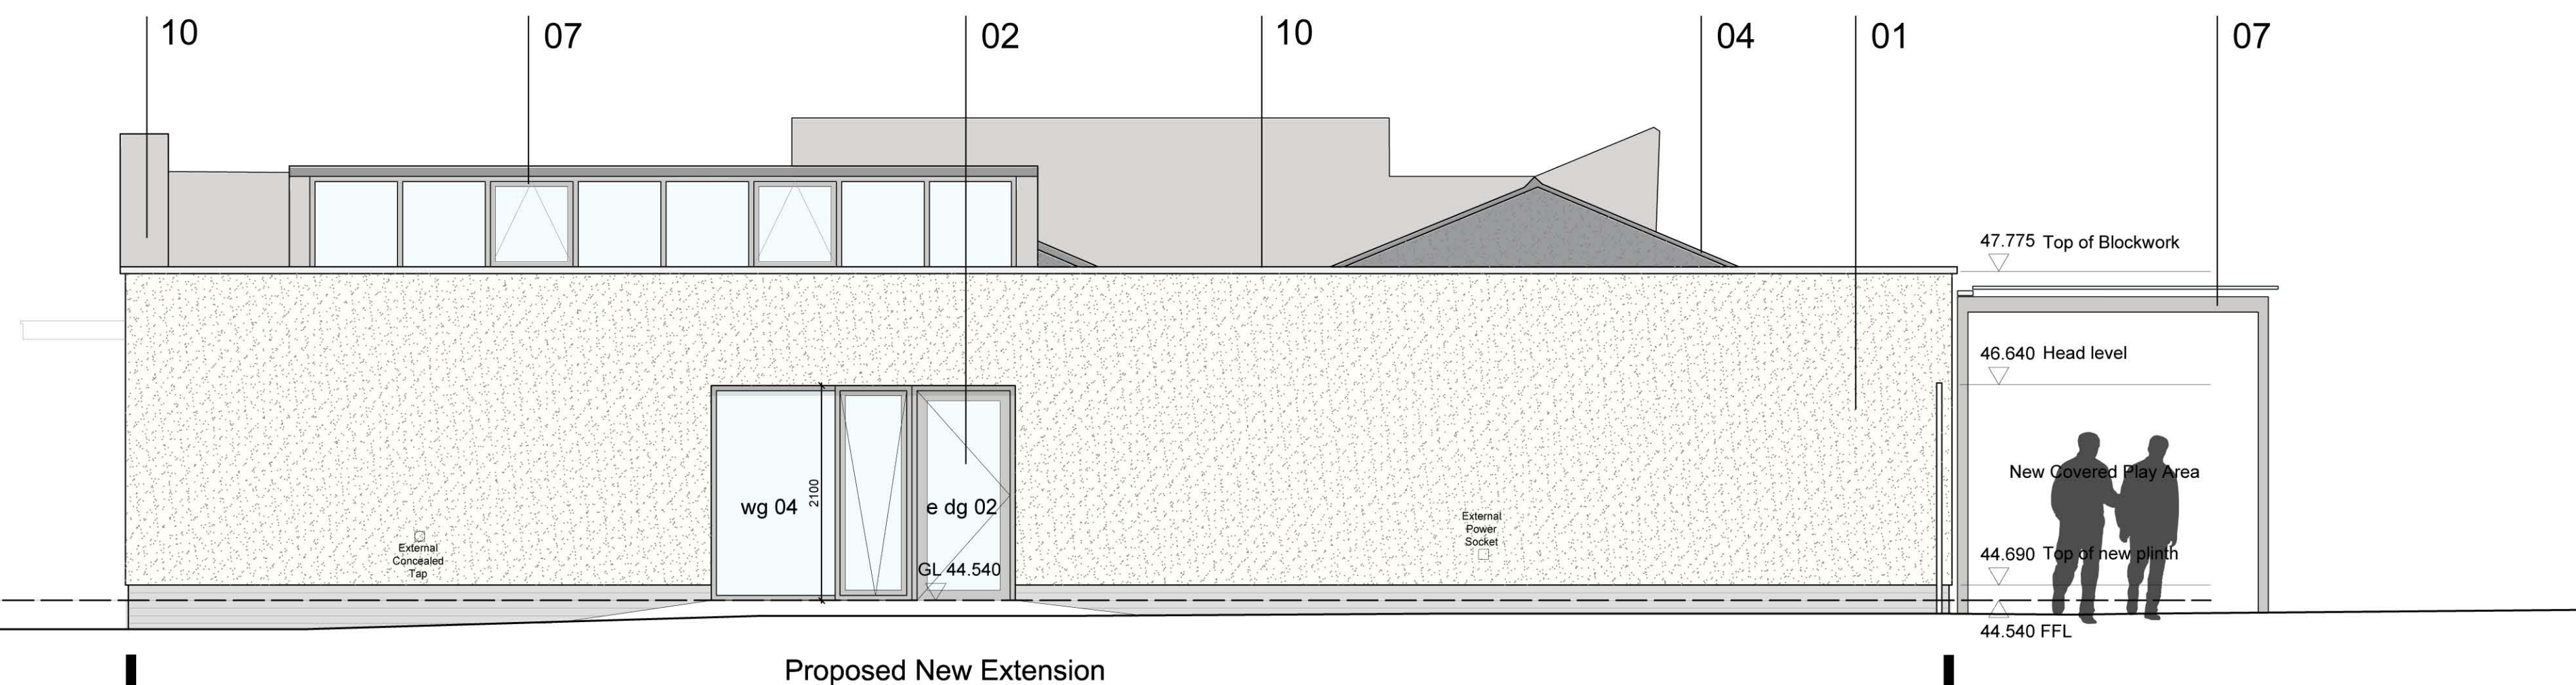 10
07
02
10
04
01
07
47.775 Top of Blockwork
46.640 Head level
New Covered Play Area
wg 04
2100
e dg 02
External
Power
Socket
External
Concealed
Tap
GL 44.540
44.690 Top of new plinth
44.540 FFL
Proposed New Extension